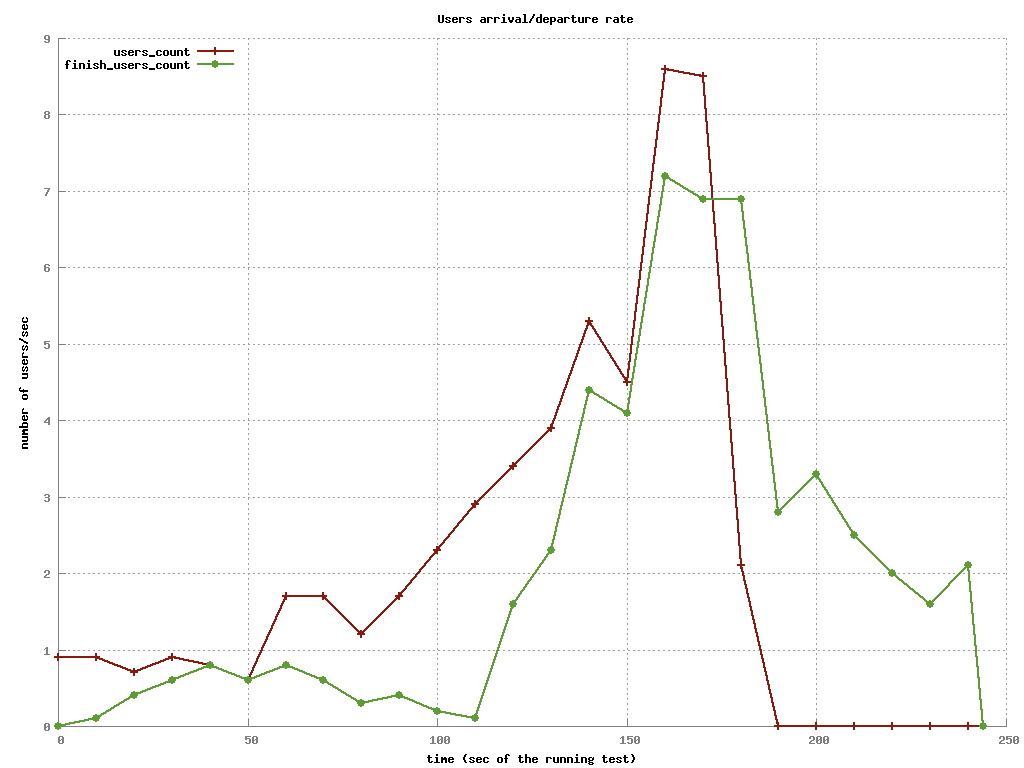 Users arrival/departure rate
users_count
finish_users_count
9
8
7
6
5
4
3
2
1
0
number of users/sec
0 50 100 150 200 250
time (sec of the running test)